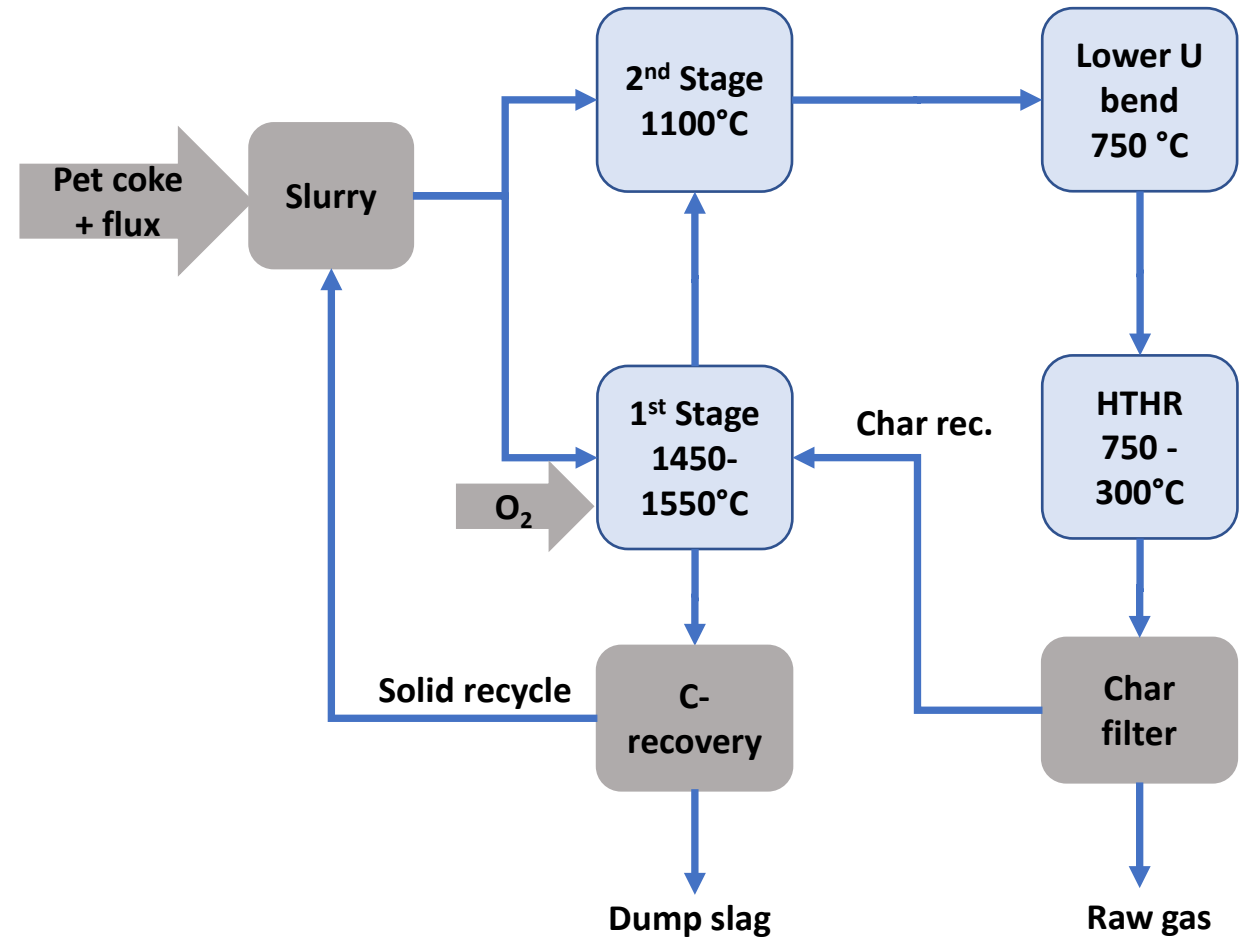 Pet coke
+ flux
Slurry
2nd Stage
1100°C
Lower U
bend
750 °C
1st Stage
1450-
1550°C
O₂
Char rec.
HTHR
750 -
300°C
Solid recycle
C-
recovery
Char
filter
Dump slag
Raw gas